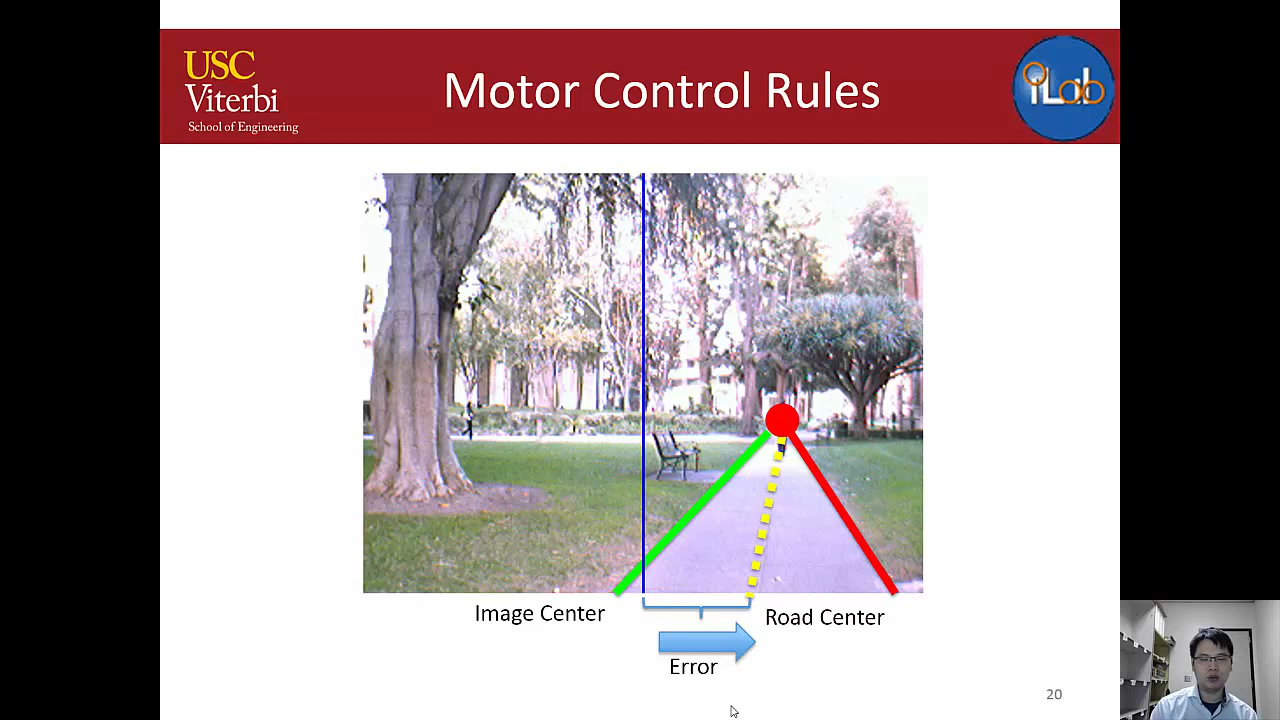 USC
Viterbi
School of Engineering
Motor Control Rules
iLab
Image Center
Road Center
Error
20